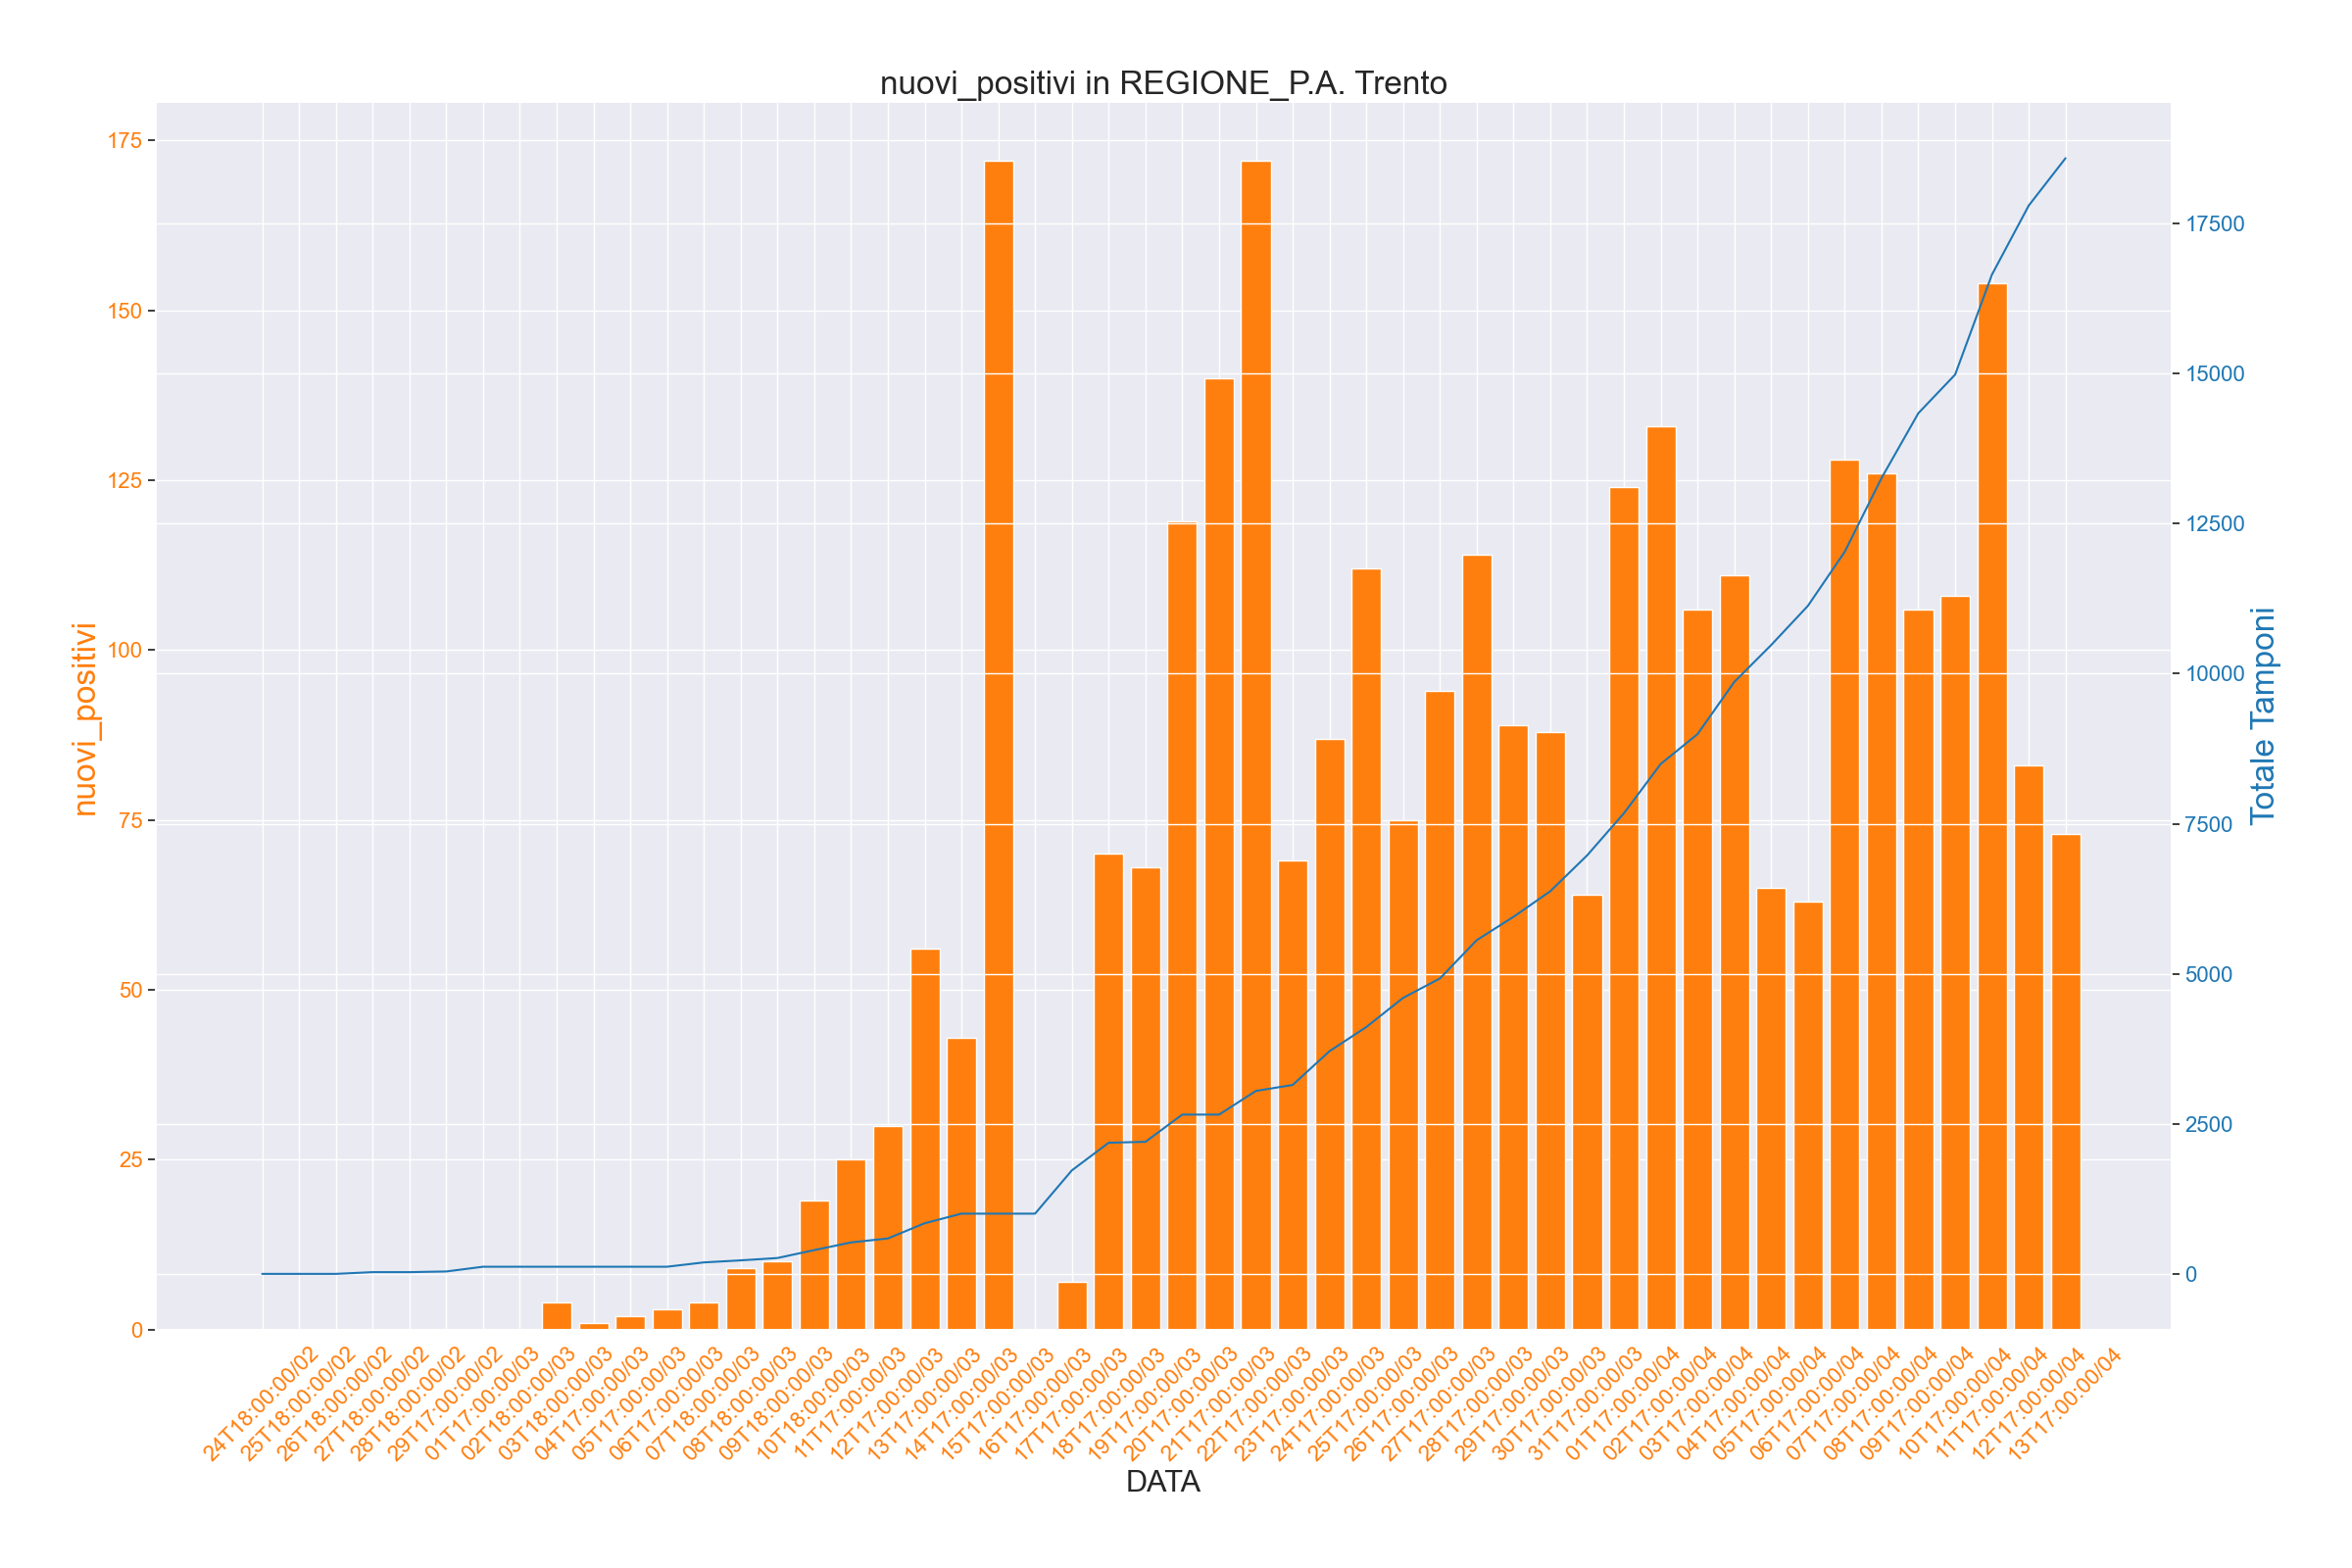 nuovi_positivi in REGIONE_P.A. Trento
175
150
125
100
75
50
25
0
nuovi_positivi
17500
15000
12500
10000
7500
5000
2500
0
Totale Tamponi
24T18:00:00/02
25T18:00:00/02
26T18:00:00/02
27T18:00:00/02
28T18:00:00/02
29T17:00:00/02
01T17:00:00/03
02T18:00:00/03
03T18:00:00/03
04T17:00:00/03
05T17:00:00/03
06T17:00:00/03
07T18:00:00/03
08T18:00:00/03
09T18:00:00/03
10T18:00:00/03
11T17:00:00/03
12T17:00:00/03
13T17:00:00/03
14T17:00:00/03
15T17:00:00/03
16T17:00:00/03
17T17:00:00/03
18T17:00:00/03
19T17:00:00/03
20T17:00:00/03
21T17:00:00/03
22T17:00:00/03
23T17:00:00/03
24T17:00:00/03
25T17:00:00/03
26T17:00:00/03
27T17:00:00/03
28T17:00:00/03
29T17:00:00/03
30T17:00:00/03
31T17:00:00/03
01T17:00:00/04
02T17:00:00/04
03T17:00:00/04
04T17:00:00/04
05T17:00:00/04
06T17:00:00/04
07T17:00:00/04
08T17:00:00/04
09T17:00:00/04
10T17:00:00/04
11T17:00:00/04
12T17:00:00/04
13T17:00:00/04
DATA